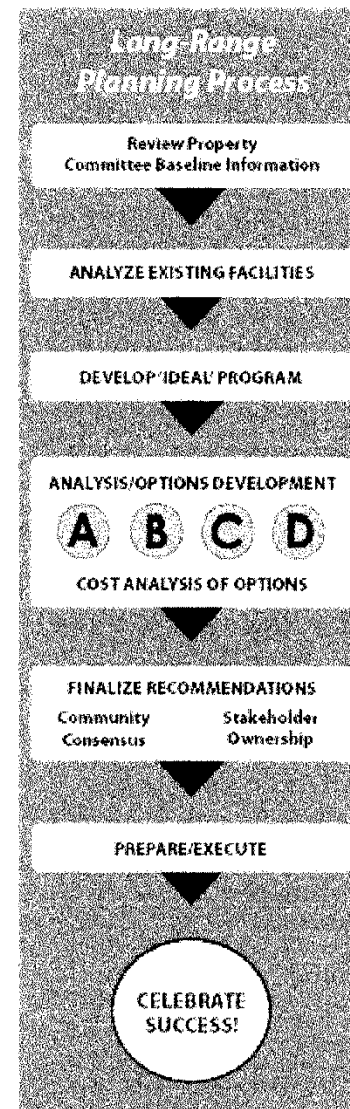 Long-Range
Planning Process
Review Property
Committee Baseline Information
ANALYZE EXISTING FACILITIES
DEVELOP 'IDEAL' PROGRAM
ANALYSIS/OPTIONS DEVELOPMENT
A B C D
COST ANALYSIS OF OPTIONS
FINALIZE RECOMMENDATIONS
Community Stakeholder
Consensus Ownership
PREPARE/EXECUTE
CELEBRATE
SUCCESS!